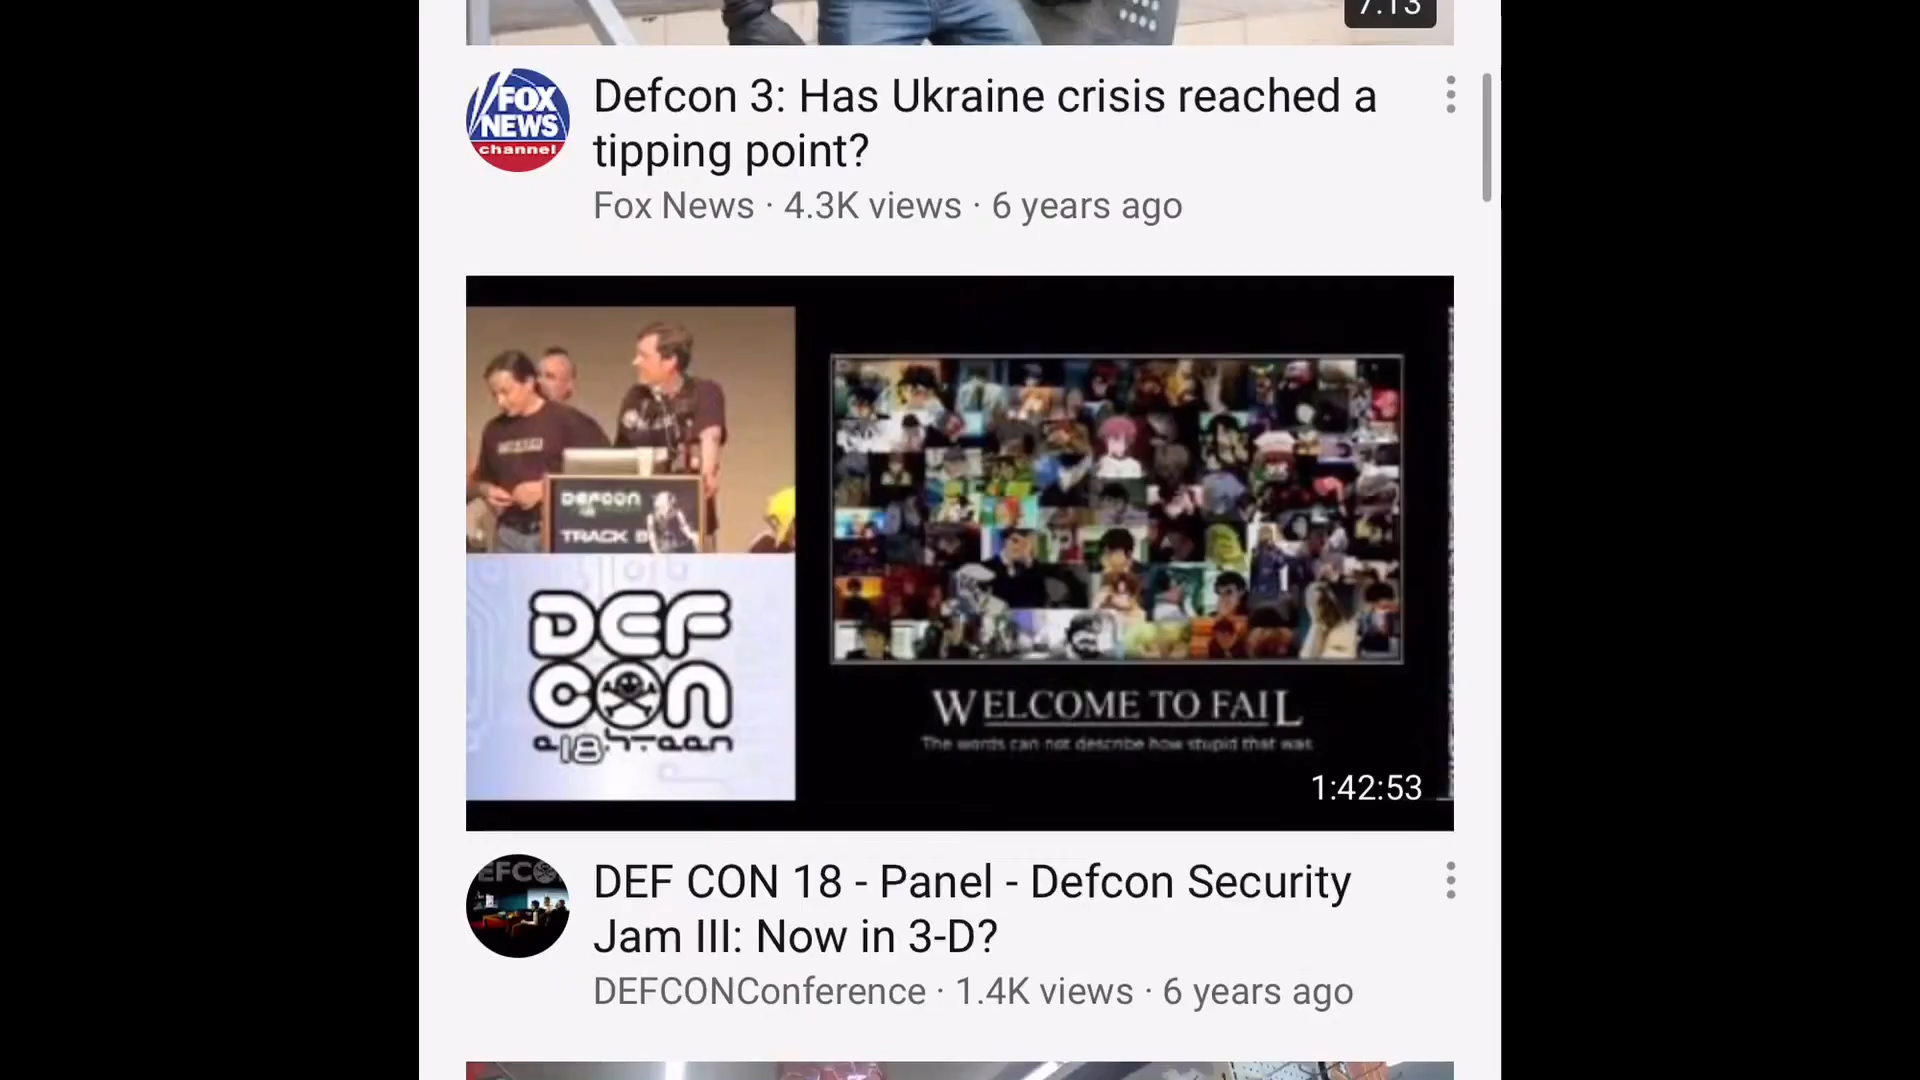 7:13
FOX
NEWS
channel
Defcon 3: Has Ukraine crisis reached a
tipping point?
Fox News · 4.3K views · 6 years ago
DEFCON
TRACK
DEF
CON
18
WELCOME TO FAIL
The words can not describe how stupid that was
1:42:53
DEF CON 18 - Panel - Defcon Security
Jam III: Now in 3-D?
DEFCONConference · 1.4K views · 6 years ago